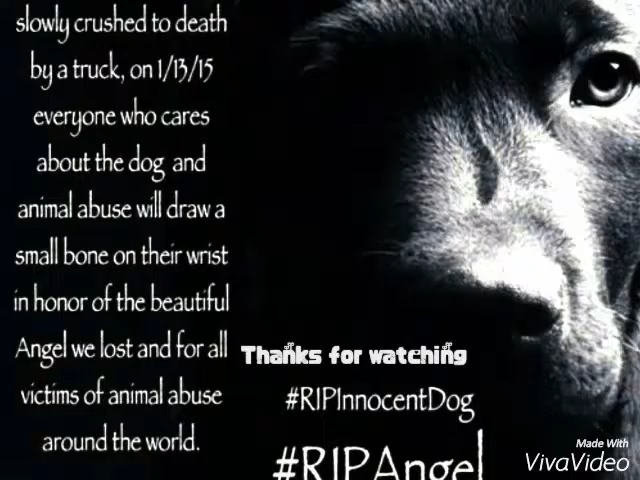 slowly crushed to death
by a truck, on 1/13/15
everyone who cares
about the dog and
animal abuse will draw a
small bone on their wrist
in honor of the beautiful
Angel we lost and for all
victims of animal abuse
around the world.
Thanks for watching
#RIPInnocentDog
#RIPAngel
Made With
VivaVideo